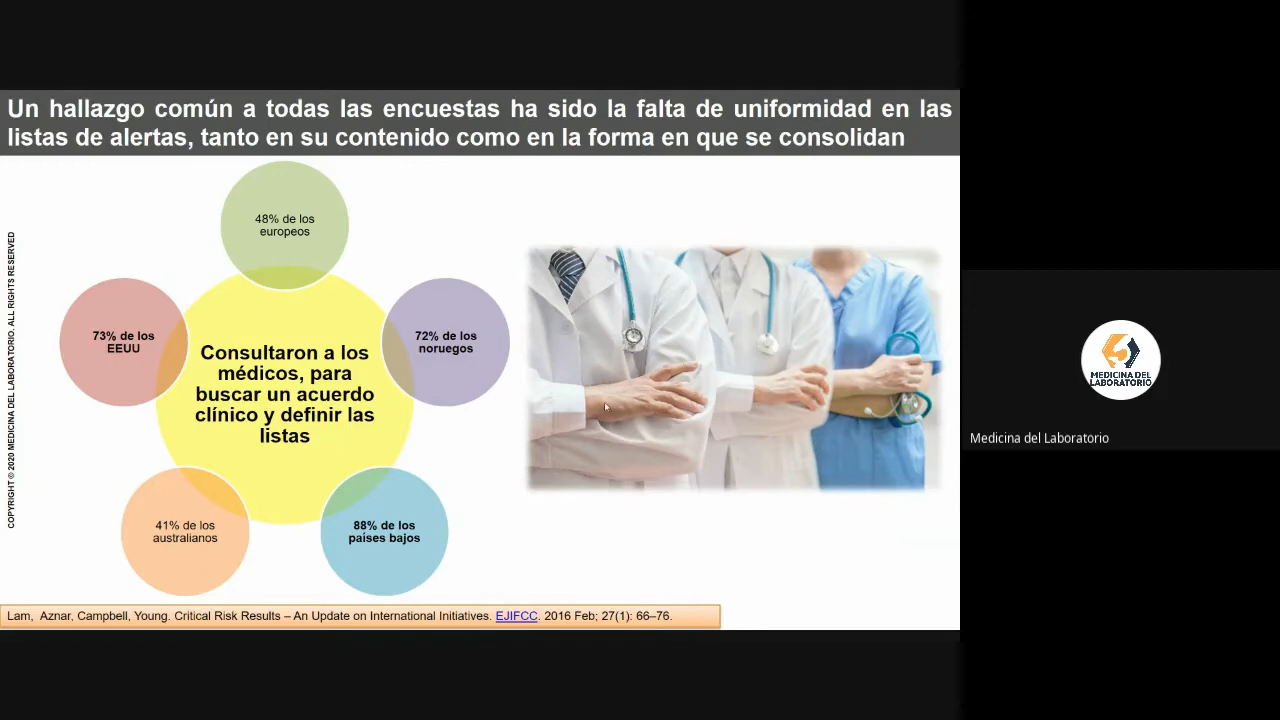 Un hallazgo común a todas las encuestas ha sido la falta de uniformidad en las
listas de alertas, tanto en su contenido como en la forma en que se consolidan
48% de los
europeos
73% de los
EEUU
72% de los
noruegos
Consultaron a los
médicos, para
buscar un acuerdo
clínico y definir las
listas
41% de los
australianos
88% de los
países bajos
COPYRIGHT © 2020 MEDICINA DEL LABORATORIO. ALL RIGHTS RESERVED
Lam, Aznar, Campbell, Young. Critical Risk Results – An Update on International Initiatives. EJIFCC. 2016 Feb; 27(1): 66–76.
MEDICINA DEL
LABORATORIO
Medicina del Laboratorio